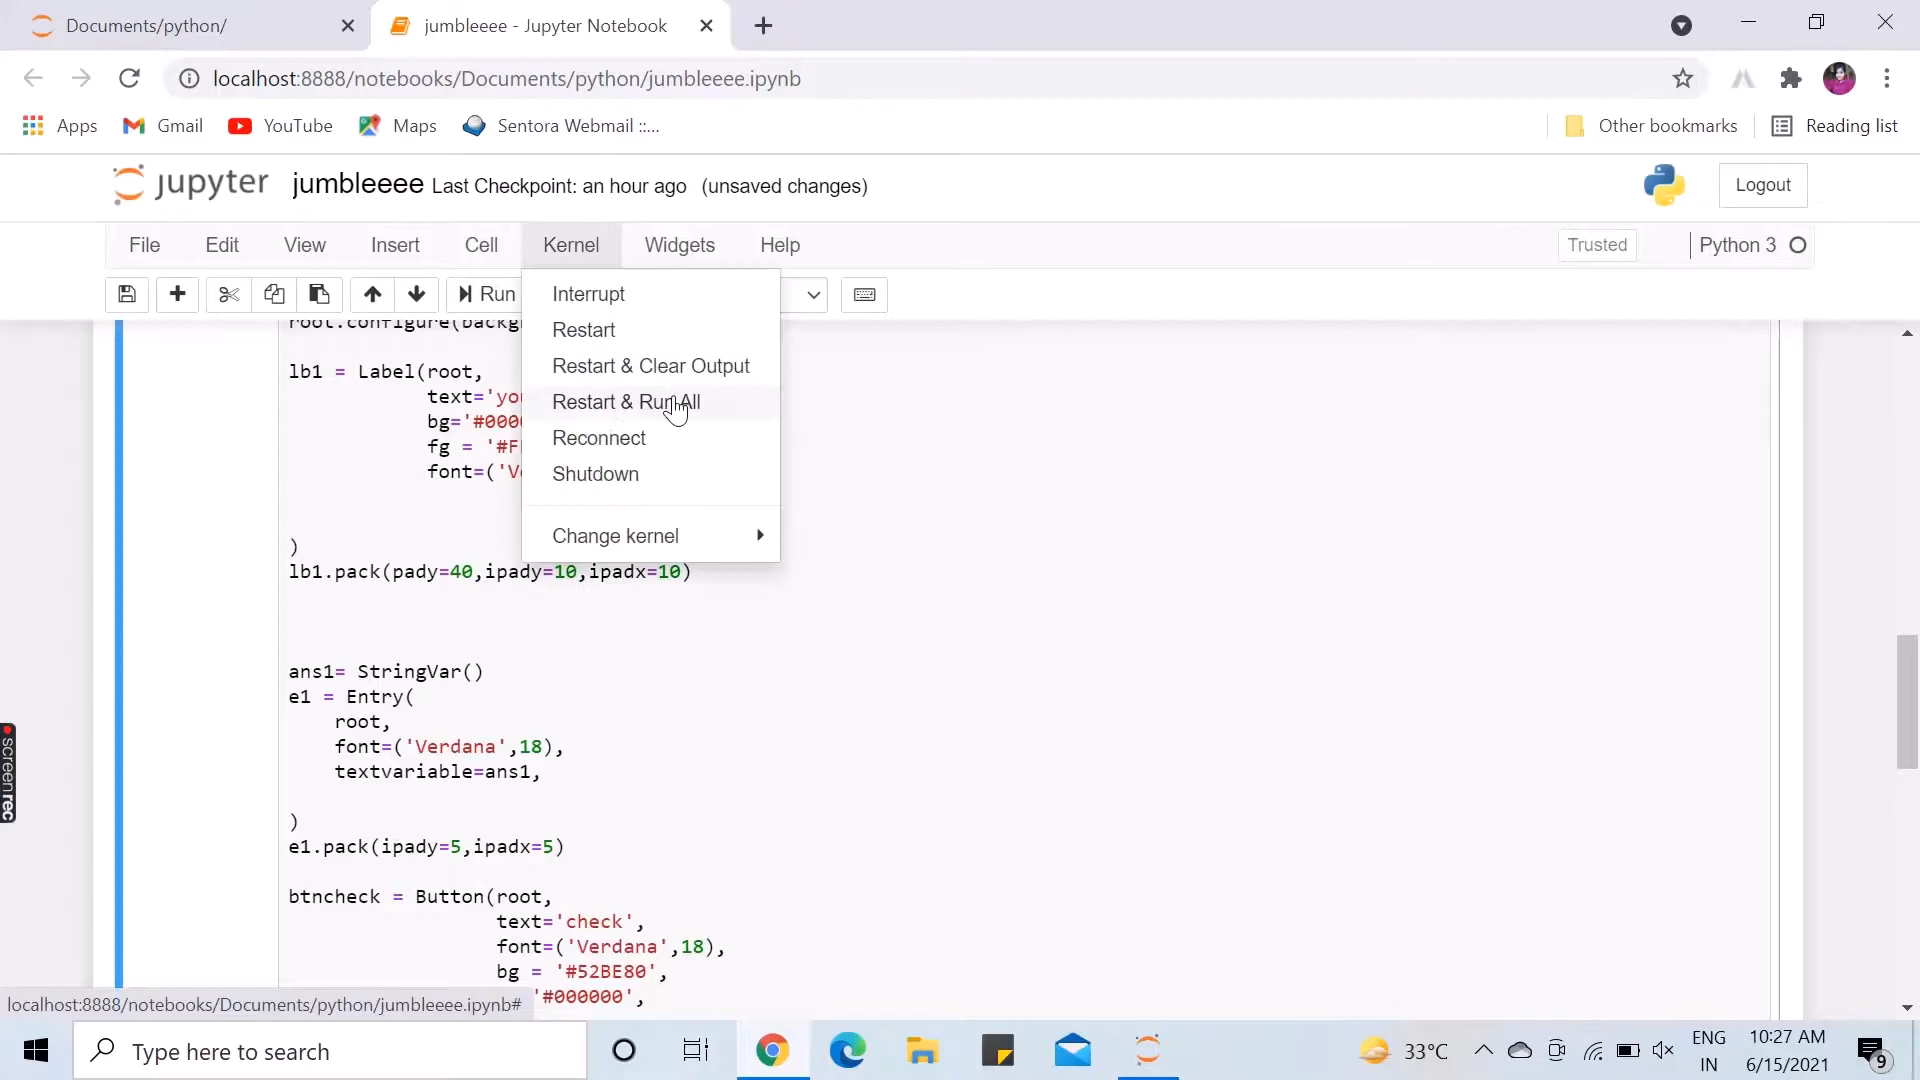 Documents/python/
jumbleeee - Jupyter Notebook
localhost:8888/notebooks/Documents/python/jumbleeee.ipynb
Apps
Gmail
YouTube
Maps
Sentora Webmail ::...
Other bookmarks
Reading list
jupyter
jumbleeee Last Checkpoint: an hour ago (unsaved changes)
Logout
File Edit View Insert Cell Kernel Widgets Help
Trusted
Python 3
Run
Interrupt
Restart
Restart & Clear Output
Restart & Run All
Reconnect
Shutdown
Change kernel
root.configure(backg
lb1 = Label(root,
text='you
bg='#000
fg = '#F
font=('V
)
lb1.pack(pady=40,ipady=10,ipadx=10)
ans1= StringVar()
e1 = Entry(
root,
font=('Verdana',18),
textvariable=ans1,
)
e1.pack(ipady=5,ipadx=5)
btncheck = Button(root,
text='check',
font=('Verdana',18),
bg = '#52BE80',
'#000000',
localhost:8888/notebooks/Documents/python/jumbleeee.ipynb#
screenrec
Type here to search
33°C
ENG
IN
10:27 AM
6/15/2021
9